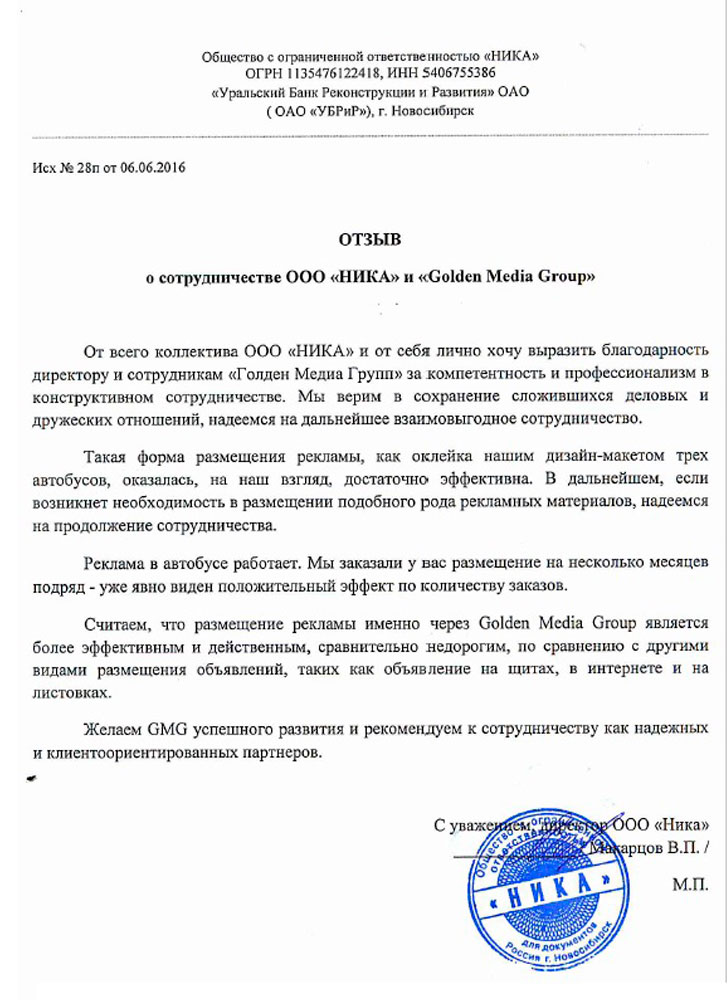 Общество с ограниченной ответственностью «НИКА»
ОГРН 1135476122418, ИНН 5406755386
«Уральский Банк Реконструкции и Развития» ОАО
( ОАО «УБРиР»), г. Новосибирск
Исх № 28п от 06.06.2016
ОТЗЫВ
о сотрудничестве ООО «НИКА» и «Golden Media Group»
От всего коллектива ООО «НИКА» и от себя лично хочу выразить благодарность
директору и сотрудникам «Голден Медиа Групп» за компетентность и профессионализм в
конструктивном сотрудничестве. Мы верим в сохранение сложившихся деловых и
дружеских отношений, надеемся на дальнейшее взаимовыгодное сотрудничество.
Такая форма размещения рекламы, как оклейка нашим дизайн-макетом трех
автобусов, оказалась, на наш взгляд, достаточно эффективна. В дальнейшем, если
возникнет необходимость в размещении подобного рода рекламных материалов, надеемся
на продолжение сотрудничества.
Реклама в автобусе работает. Мы заказали у вас размещение на несколько месяцев
подряд - уже явно виден положительный эффект по количеству заказов.
Считаем, что размещение рекламы именно через Golden Media Group является
более эффективным и действенным, сравнительно недорогим, по сравнению с другими
видами размещения объявлений, таких как объявление на щитах, в интернете и на
листовках.
Желаем GMG успешного развития и рекомендуем к сотрудничеству как надежных
и клиентоориентированных партнеров.
С уважением, директор ООО «Ника»
Макарцов В.П. /
М.П.
Общество с ограниченной
ответственностью
« НИКА »
для документов
Россия г. Новосибирск